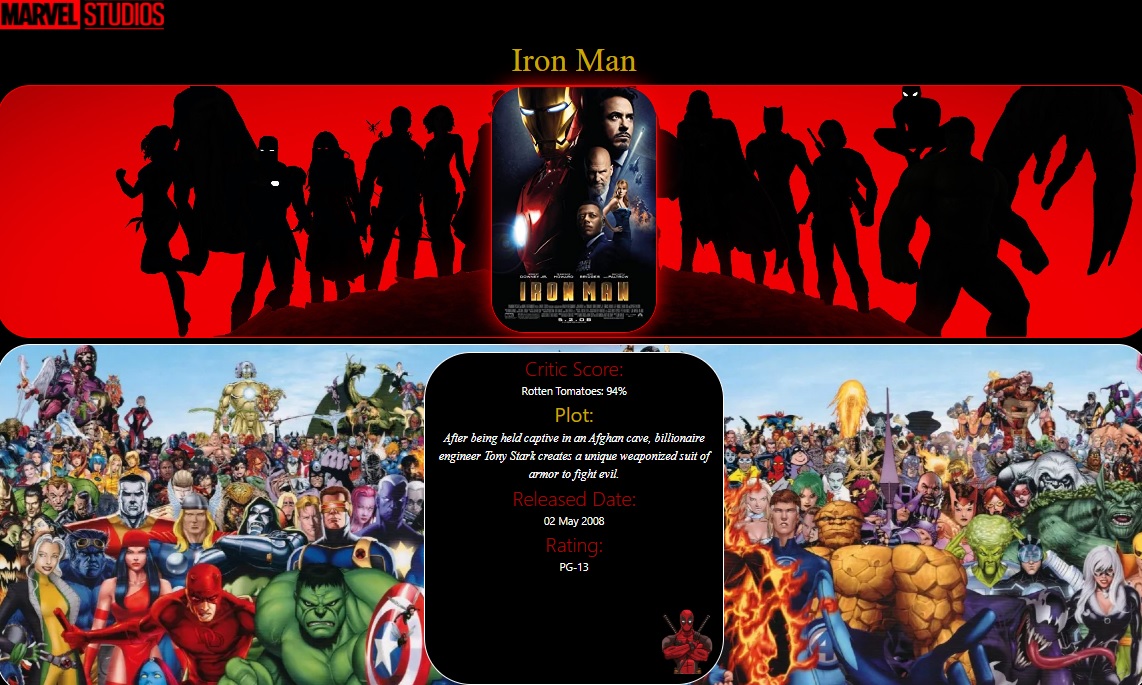 MARVEL STUDIOS
Iron Man
IRON MAN
5.2.08
Critic Score:
Rotten Tomatoes: 94%
Plot:
After being held captive in an Afghan cave, billionaire
engineer Tony Stark creates a unique weaponized suit of
armor to fight evil.
Released Date:
02 May 2008
Rating:
PG-13